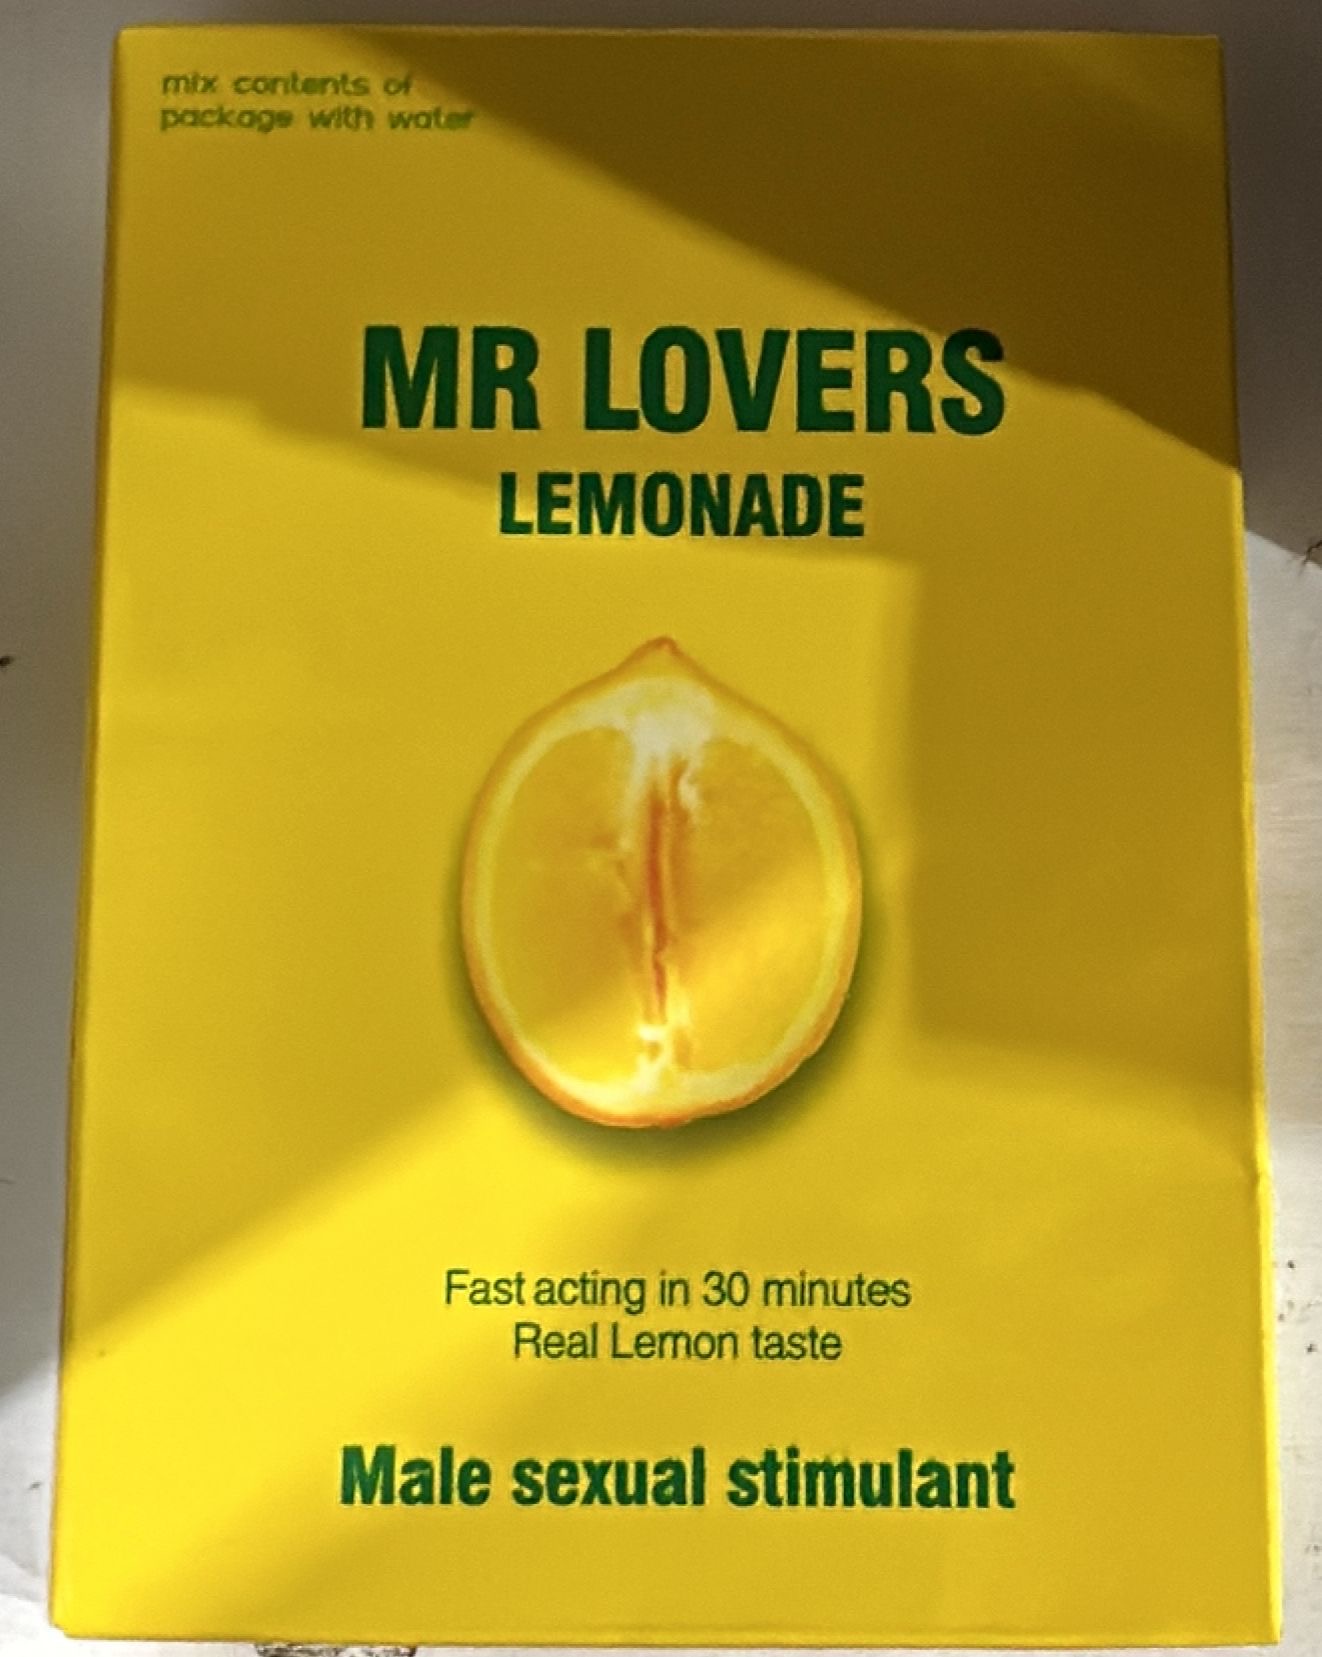 mix contents of
package with water
MR LOVERS
LEMONADE
Fast acting in 30 minutes
Real Lemon taste
Male sexual stimulant